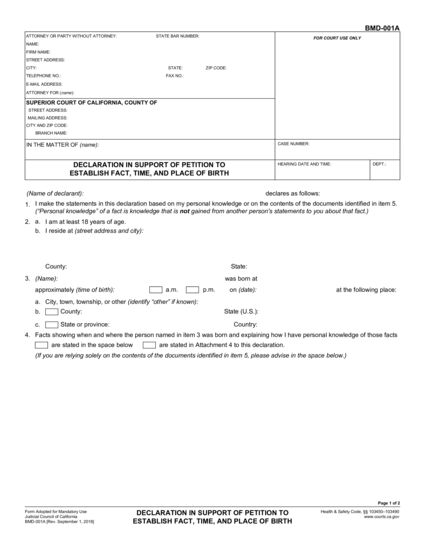 BMD-001A
ATTORNEY OR PARTY WITHOUT ATTORNEY: STATE BAR NUMBER:
NAME:
FIRM NAME:
STREET ADDRESS:
CITY: STATE: ZIP CODE:
TELEPHONE NO.: FAX NO.:
E-MAIL ADDRESS:
ATTORNEY FOR (name):
FOR COURT USE ONLY
SUPERIOR COURT OF CALIFORNIA, COUNTY OF
STREET ADDRESS:
MAILING ADDRESS:
CITY AND ZIP CODE:
BRANCH NAME:
IN THE MATTER OF (name):
CASE NUMBER:
DECLARATION IN SUPPORT OF PETITION TO
ESTABLISH FACT, TIME, AND PLACE OF BIRTH
HEARING DATE AND TIME: DEPT.:
(Name of declarant): declares as follows:
1. I make the statements in this declaration based on my personal knowledge or on the contents of the documents identified in item 5.
("Personal knowledge" of a fact is knowledge that is not gained from another person's statements to you about that fact.)
2. a. I am at least 18 years of age.
b. I reside at (street address and city):
County: State:
3. (Name): was born at
approximately (time of birth): a.m. p.m. on (date): at the following place:
a. City, town, township, or other (identify "other" if known):
b. County: State (U.S.):
c. State or province: Country:
4. Facts showing when and where the person named in item 3 was born and explaining how I have personal knowledge of those facts
are stated in the space below are stated in Attachment 4 to this declaration.
(If you are relying solely on the contents of the documents identified in item 5, please advise in the space below.)
Page 1 of 2
Form Adopted for Mandatory Use
Judicial Council of California
BMD-001A [Rev. September 1, 2018]
DECLARATION IN SUPPORT OF PETITION TO
ESTABLISH FACT, TIME, AND PLACE OF BIRTH
Health & Safety Code, §§ 103450–103490
www.courts.ca.gov